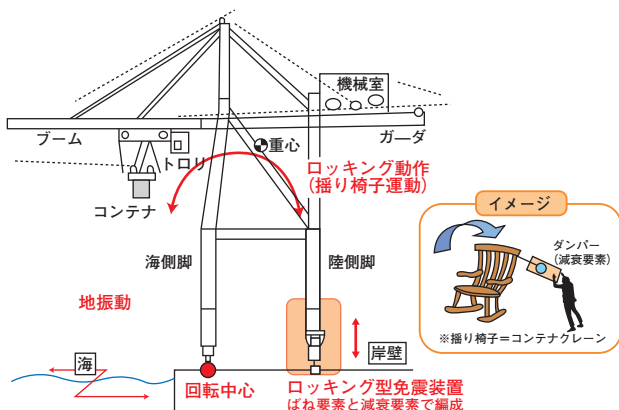 機械室
ブーム
ガーダ
トロリ
重心
コンテナ
ロッキング動作
(揺り椅子運動)
海側脚
陸側脚
地振動
海
岸壁
回転中心
ロッキング型免震装置
ばね要素と減衰要素で編成
イメージ
ダンパー
(減衰要素)
※揺り椅子＝コンテナクレーン